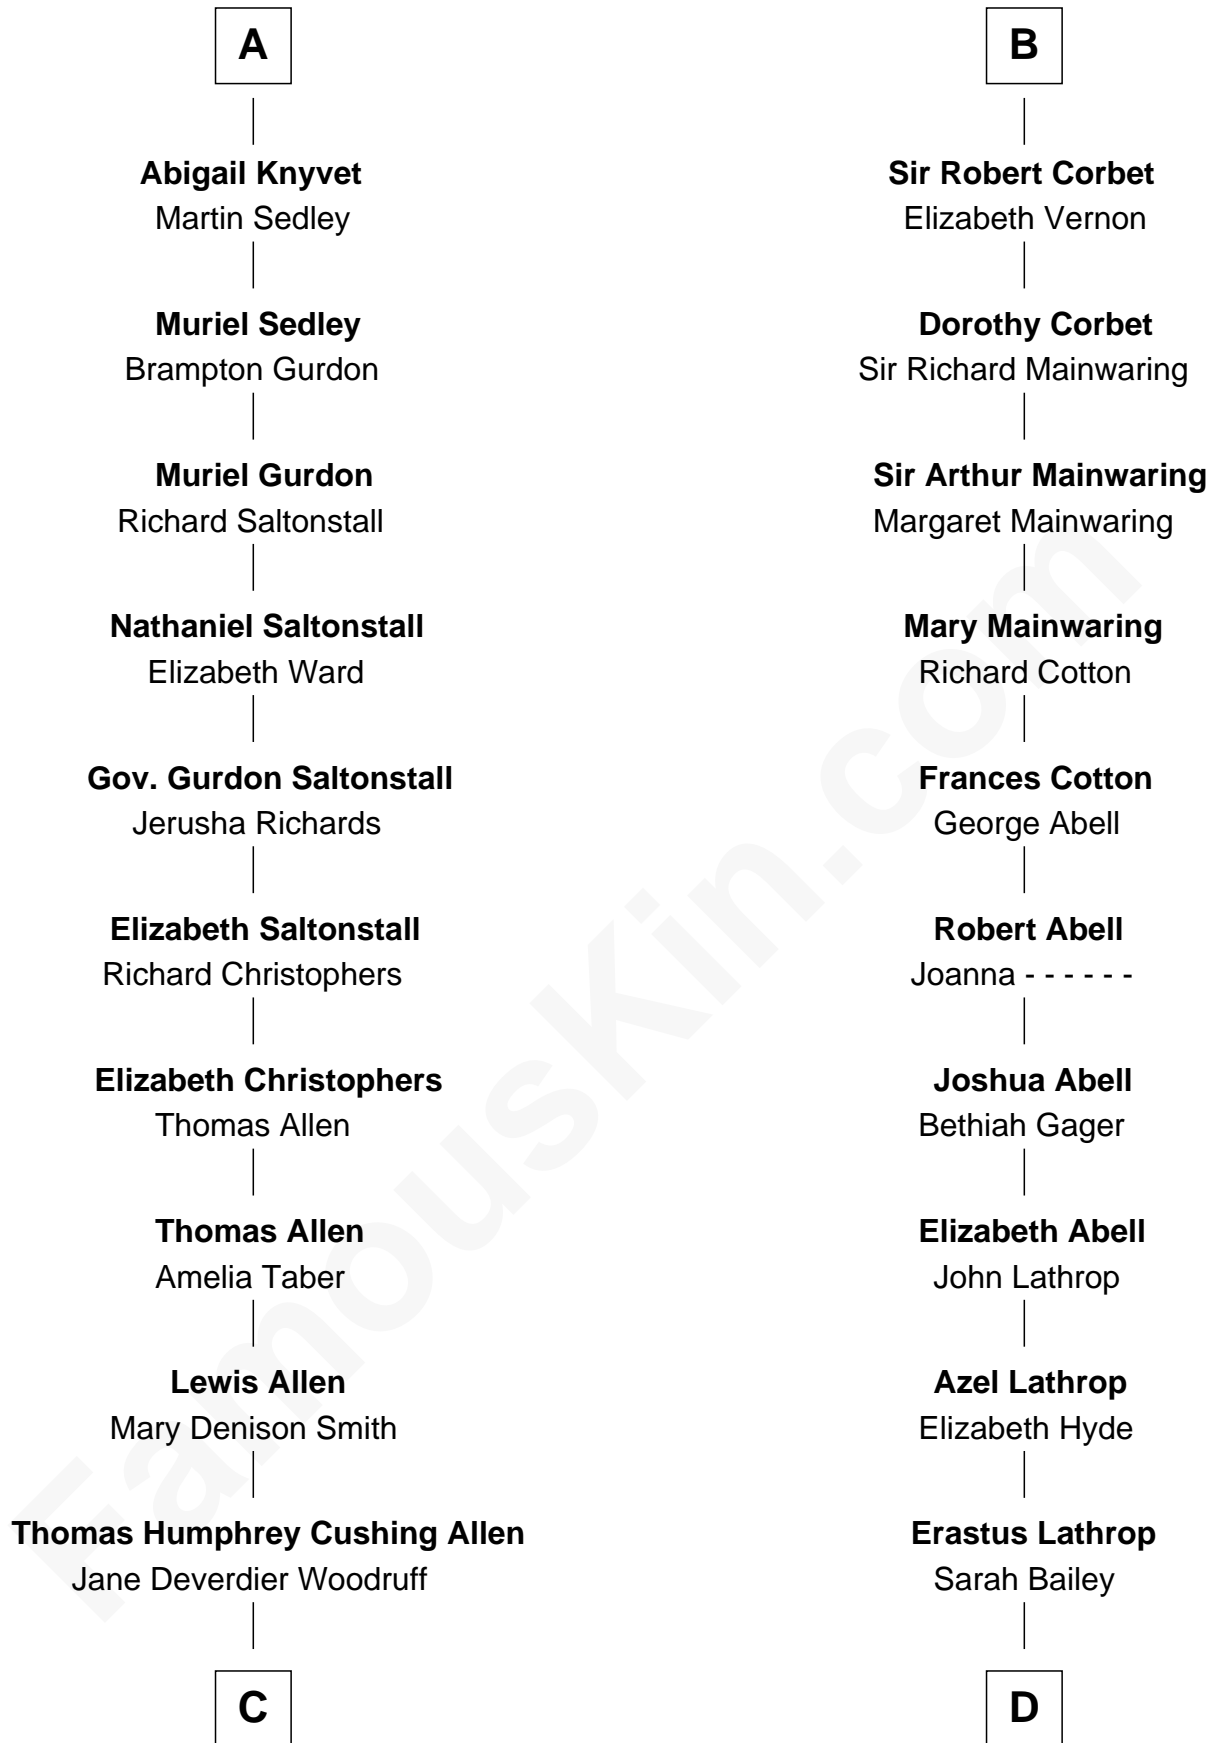 A
Abigail Knyvet
Martin Sedley
Muriel Sedley
Brampton Gurdon
Muriel Gurdon
Richard Saltonstall
Nathaniel Saltonstall
Elizabeth Ward
Gov. Gurdon Saltonstall
Jerusha Richards
Elizabeth Saltonstall
Richard Christophers
Elizabeth Christophers
Thomas Allen
Thomas Allen
Amelia Taber
Lewis Allen
Mary Denison Smith
Thomas Humphrey Cushing Allen
Jane Deverdier Woodruff
C
B
Sir Robert Corbet
Elizabeth Vernon
Dorothy Corbet
Sir Richard Mainwaring
Sir Arthur Mainwaring
Margaret Mainwaring
Mary Mainwaring
Richard Cotton
Frances Cotton
George Abell
Robert Abell
Joanna - - - - - -
Joshua Abell
Bethiah Gager
Elizabeth Abell
John Lathrop
Azel Lathrop
Elizabeth Hyde
Erastus Lathrop
Sarah Bailey
D
FamousKin.com